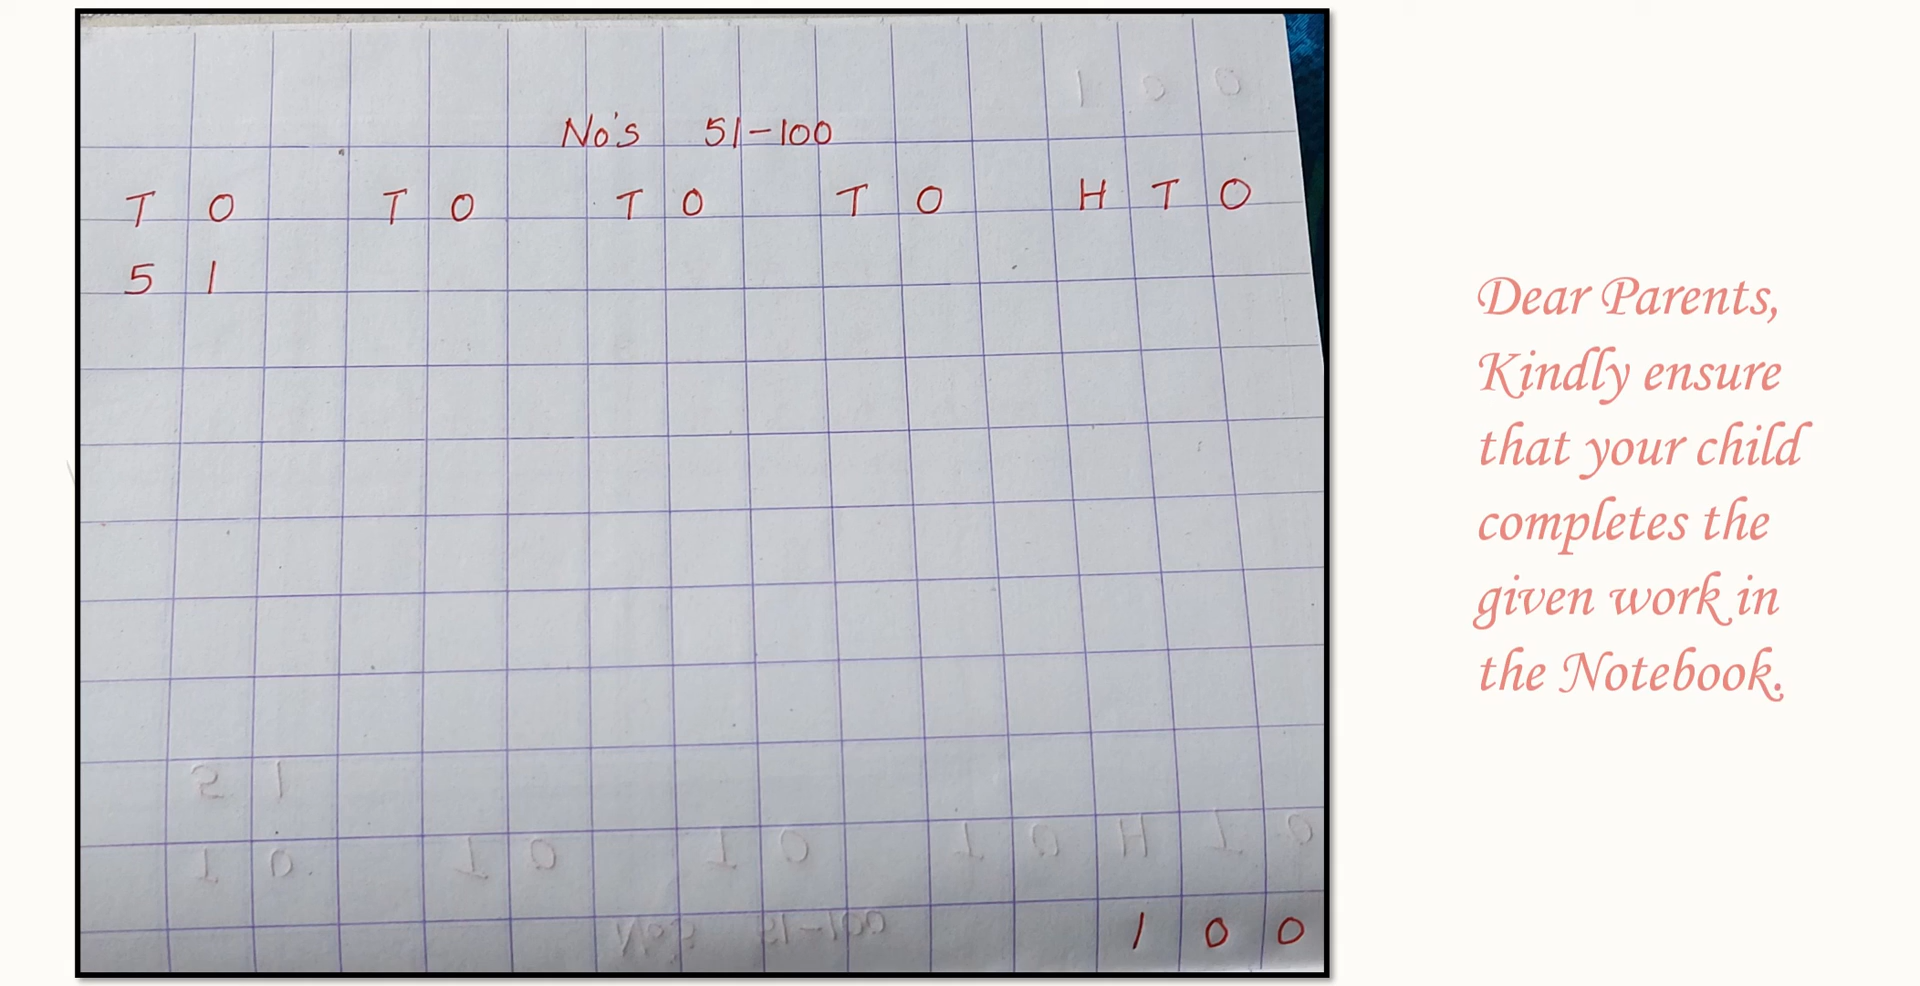 No's 51-100
T O T O T O T O H T O
5 1
1 0 0
Dear Parents,
Kindly ensure
that your child
completes the
given work in
the Notebook.